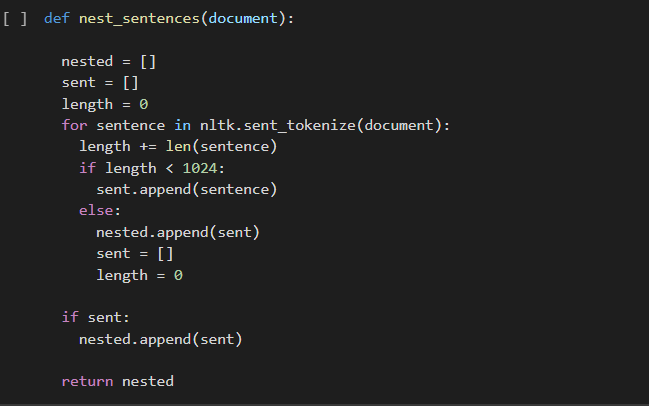 [ ] def nest_sentences(document):
nested = []
sent = []
length = 0
for sentence in nltk.sent_tokenize(document):
length += len(sentence)
if length < 1024:
sent.append(sentence)
else:
nested.append(sent)
sent = []
length = 0
if sent:
nested.append(sent)
return nested